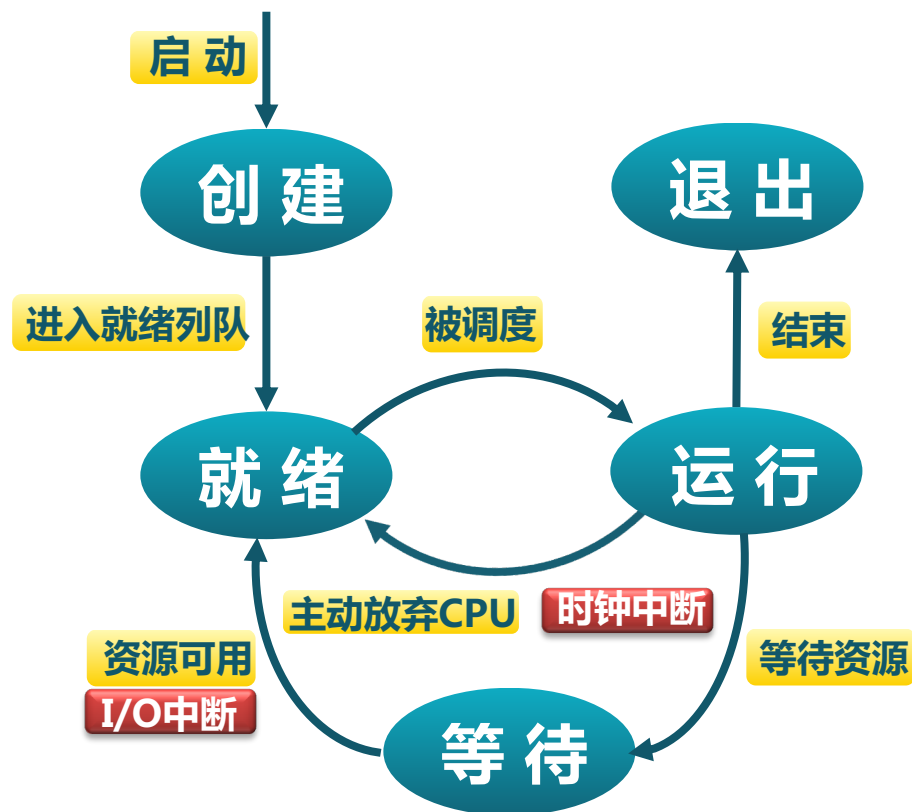 启 动
创 建
退 出
进入就绪列队
被调度
结束
就 绪
运 行
主动放弃CPU
时钟中断
资源可用
I/O中断
等待资源
等 待